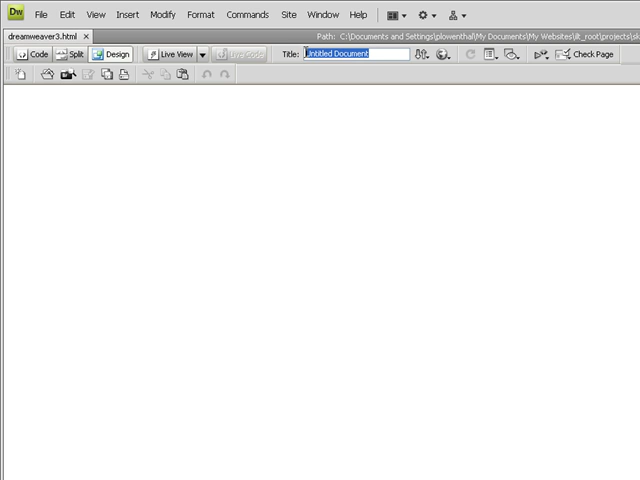 Dw File Edit View Insert Modify Format Commands Site Window Help
dreamweaver3.html Path: C:\Documents and Settings\plowenthal\My Documents\My Websites\ilt_root\projects\sk
Code Split Design Live View Live Code Title: Untitled Document Check Page